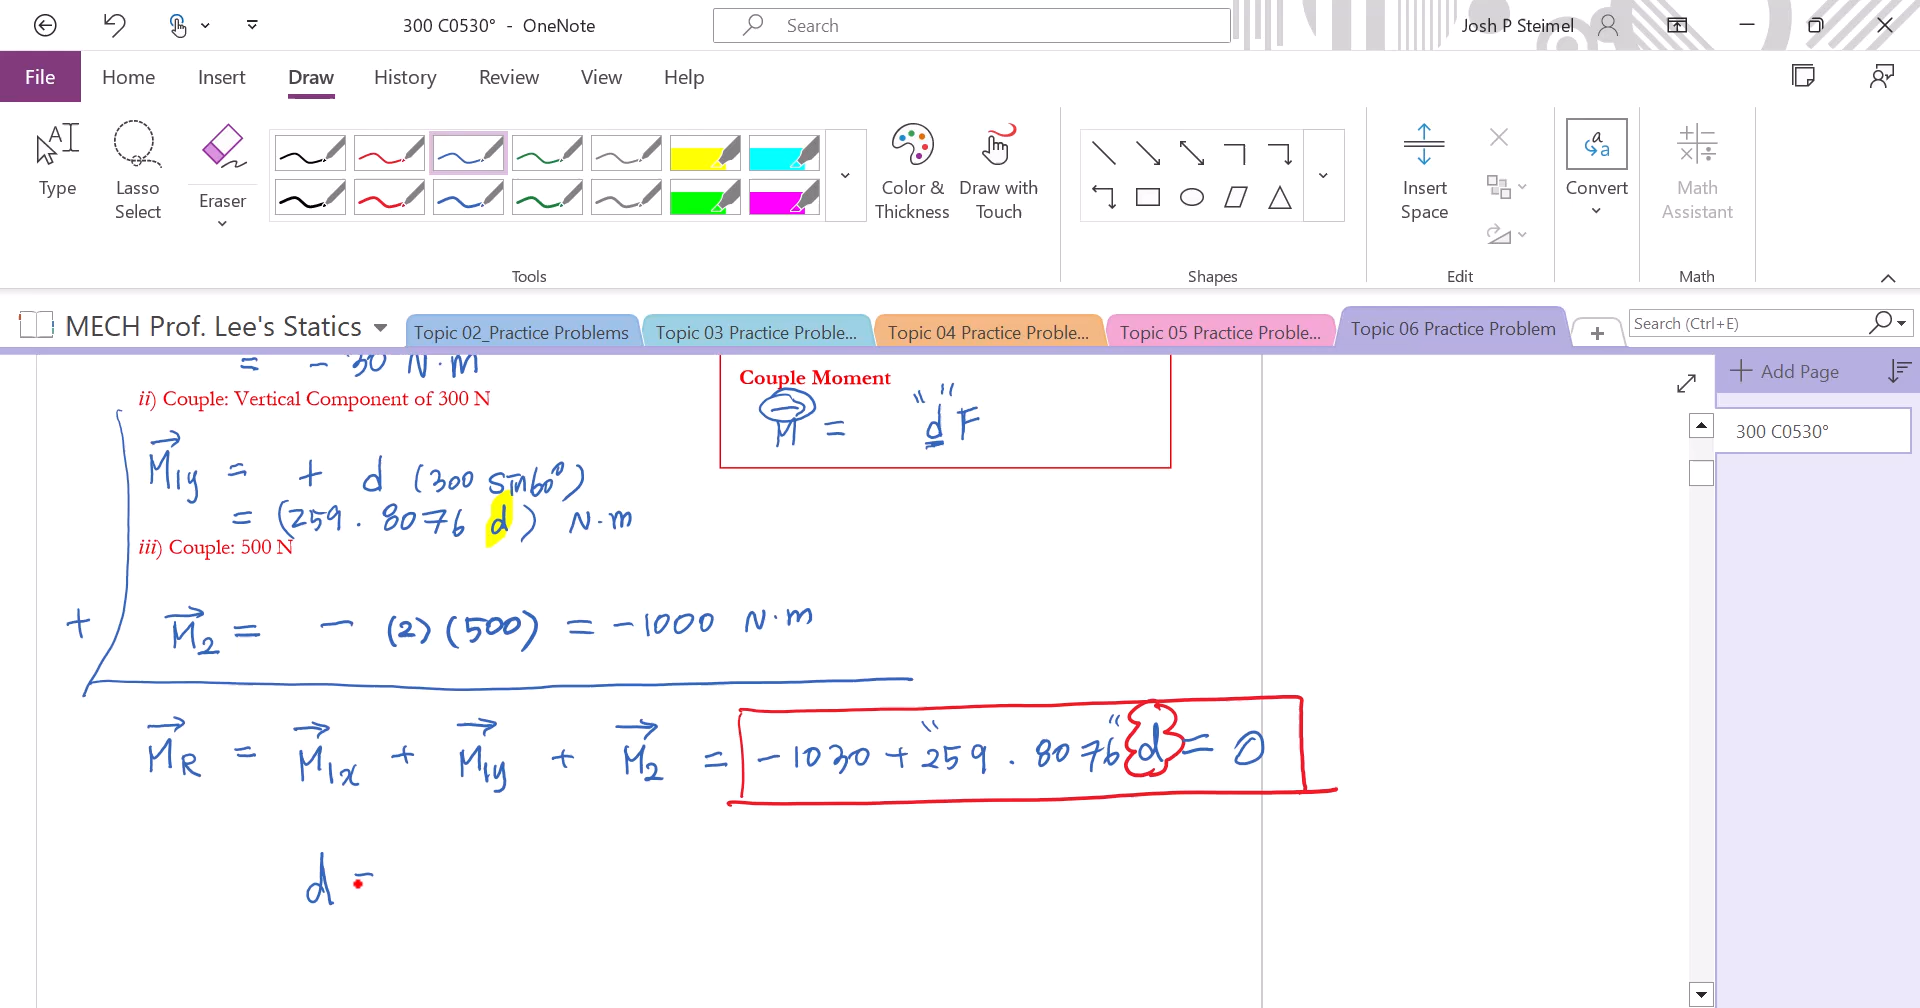 300 C0530° - OneNote
Search
Josh P Steimel
File Home Insert Draw History Review View Help
Type
Lasso Select
Eraser
Color & Thickness
Draw with Touch
Insert Space
Convert
Math Assistant
Tools
Shapes
Edit
Math
MECH Prof. Lee's Statics
Topic 02_Practice Problems
Topic 03 Practice Proble...
Topic 04 Practice Proble...
Topic 05 Practice Proble...
Topic 06 Practice Problem
+
Search (Ctrl+E)
Add Page
300 C0530°
= - 30 N·m
ii) Couple: Vertical Component of 300 N
Couple Moment
M = "d" F
M1y = + d (300 sin60°)
= (259.8076 d) N·m
iii) Couple: 500 N
+ M2 = - (2)(500) = -1000 N·m
MR = M1x + M1y + M2 = -1030 + "259.8076" d = 0
d =